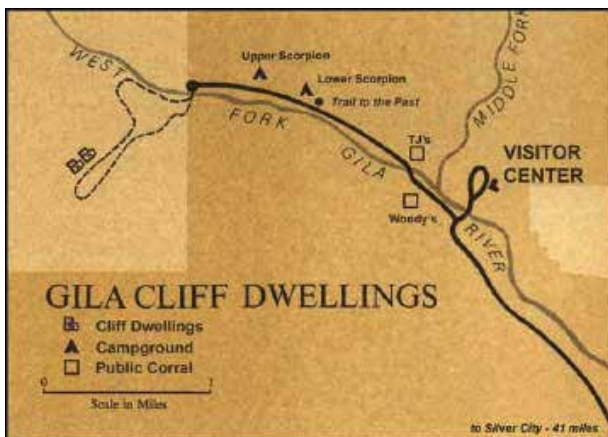 WEST
Upper Scorpion
Lower Scorpion
Trail to the Past
MIDDLE FORK
FORK
GILA
TJ's
VISITOR
CENTER
Woody's
RIVER
GILA CLIFF DWELLINGS
Cliff Dwellings
Campground
Public Corral
0 1
Scale in Miles
to Silver City - 41 miles